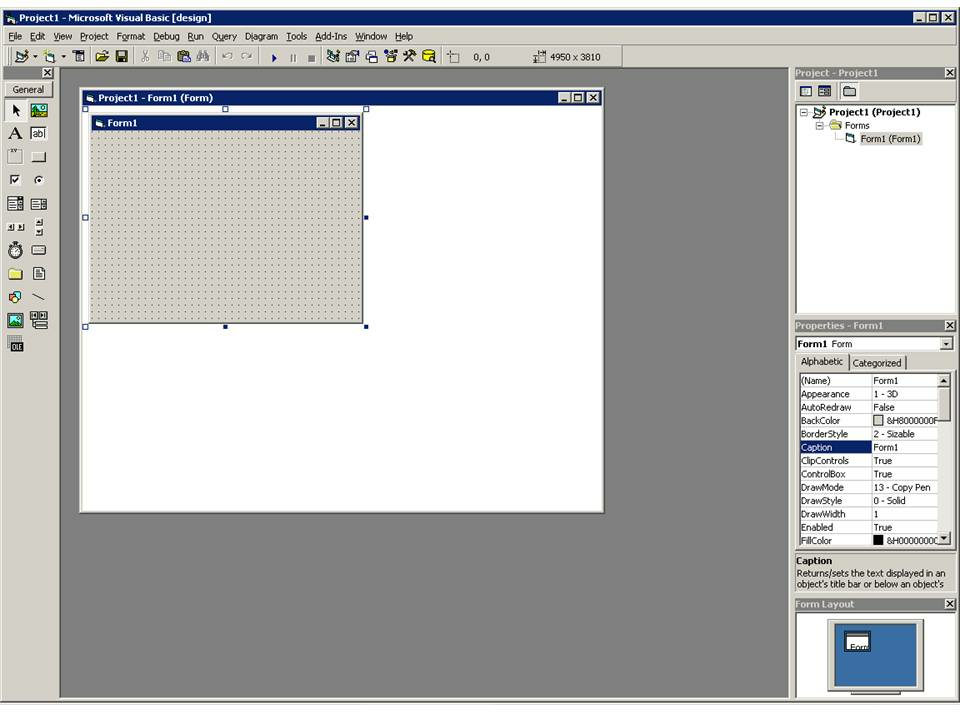 Project1 - Microsoft Visual Basic [design]
File Edit View Project Format Debug Run Query Diagram Tools Add-Ins Window Help
0, 0 4950 x 3810
General
A ab|
xy
OLE
Project1 - Form1 (Form)
Form1
Project - Project1
Project1 (Project1)
Forms
Form1 (Form1)
Properties - Form1
Form1 Form
Alphabetic Categorized
(Name) Form1
Appearance 1 - 3D
AutoRedraw False
BackColor &H8000000F
BorderStyle 2 - Sizable
Caption Form1
ClipControls True
ControlBox True
DrawMode 13 - Copy Pen
DrawStyle 0 - Solid
DrawWidth 1
Enabled True
FillColor &H0000000
Caption
Returns/sets the text displayed in an
object's title bar or below an object's
Form Layout
Form